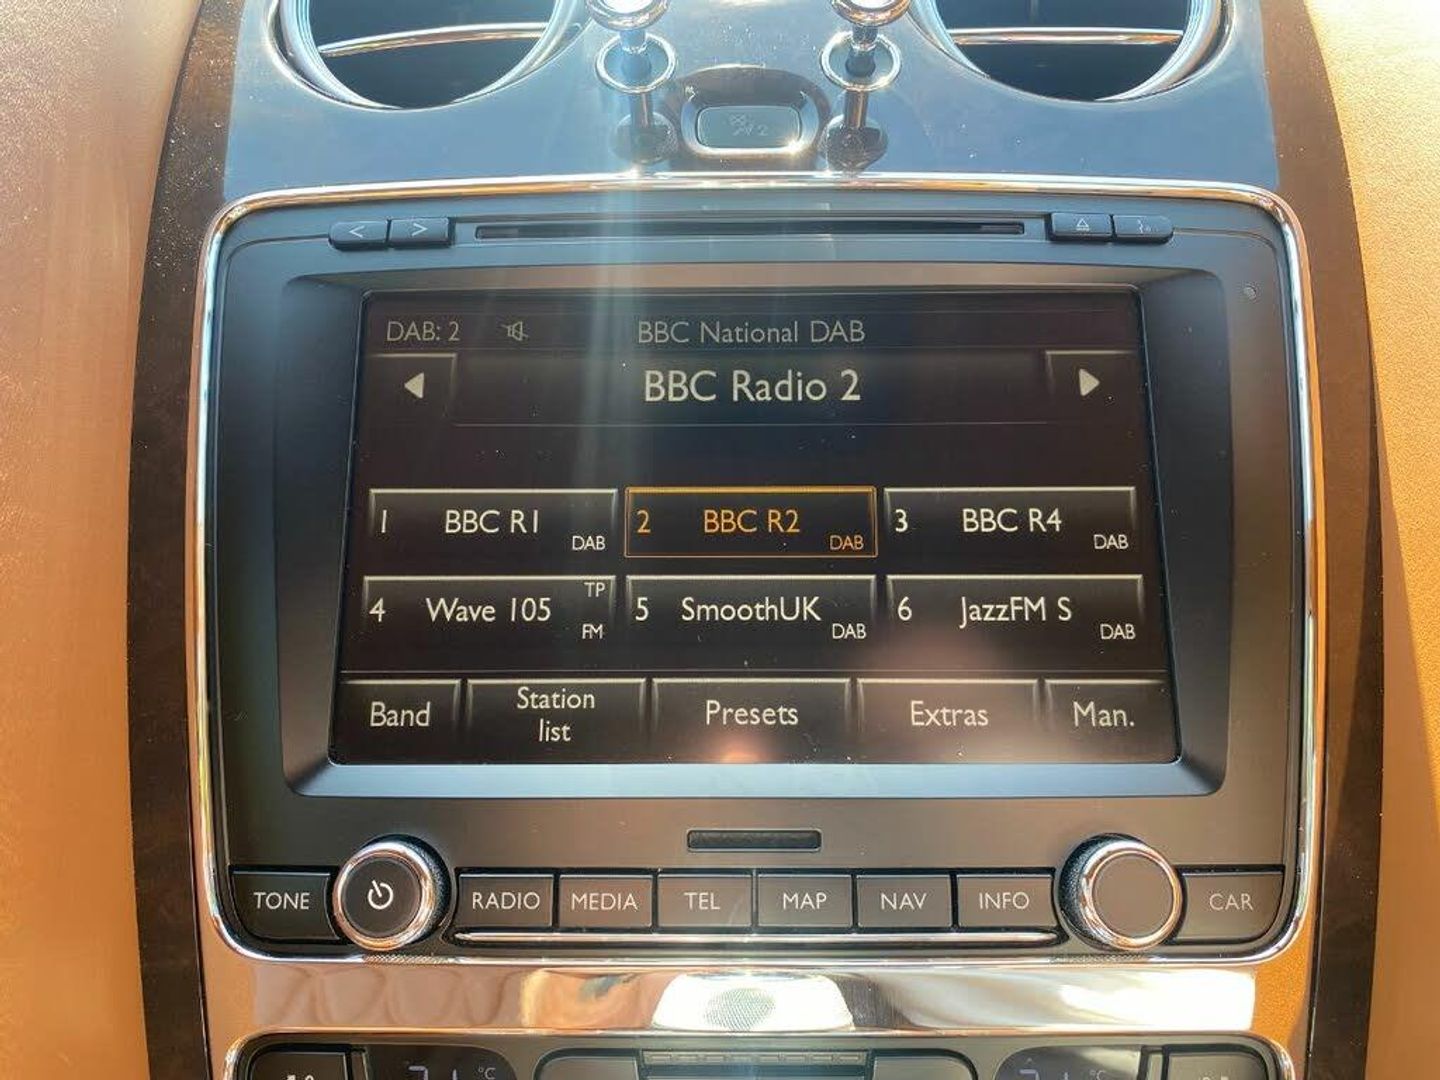 DAB: 2 BBC National DAB
BBC Radio 2
1 BBC R1 DAB
2 BBC R2 DAB
3 BBC R4 DAB
4 Wave 105 TP FM
5 SmoothUK DAB
6 JazzFM S DAB
Band Station list Presets Extras Man.
TONE RADIO MEDIA TEL MAP NAV INFO CAR
°C °C